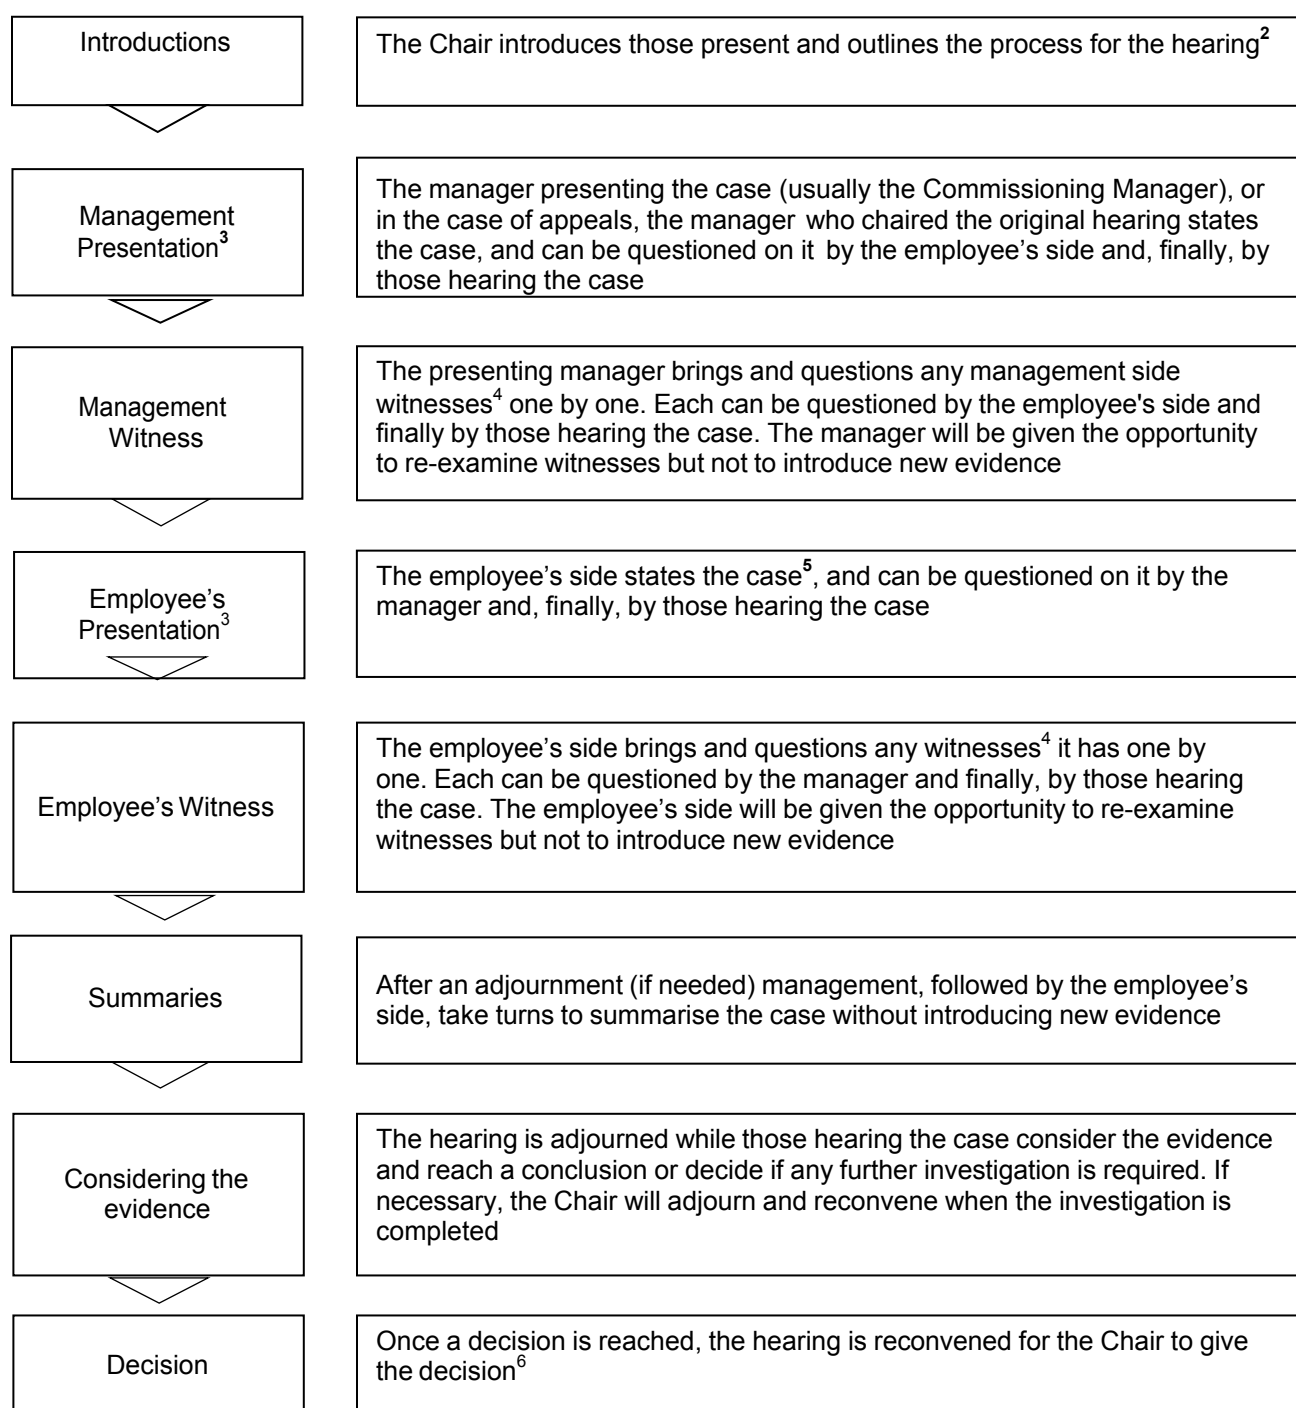 Introductions
The Chair introduces those present and outlines the process for the hearing²
Management
Presentation³
The manager presenting the case (usually the Commissioning Manager), or
in the case of appeals, the manager who chaired the original hearing states
the case, and can be questioned on it by the employee’s side and, finally, by
those hearing the case
Management
Witness
The presenting manager brings and questions any management side
witnesses⁴ one by one. Each can be questioned by the employee's side and
finally by those hearing the case. The manager will be given the opportunity
to re-examine witnesses but not to introduce new evidence
Employee’s
Presentation³
The employee’s side states the case⁵, and can be questioned on it by the
manager and, finally, by those hearing the case
Employee’s Witness
The employee’s side brings and questions any witnesses⁴ it has one by
one. Each can be questioned by the manager and finally, by those hearing
the case. The employee’s side will be given the opportunity to re-examine
witnesses but not to introduce new evidence
Summaries
After an adjournment (if needed) management, followed by the employee’s
side, take turns to summarise the case without introducing new evidence
Considering the
evidence
The hearing is adjourned while those hearing the case consider the evidence
and reach a conclusion or decide if any further investigation is required. If
necessary, the Chair will adjourn and reconvene when the investigation is
completed
Decision
Once a decision is reached, the hearing is reconvened for the Chair to give
the decision⁶